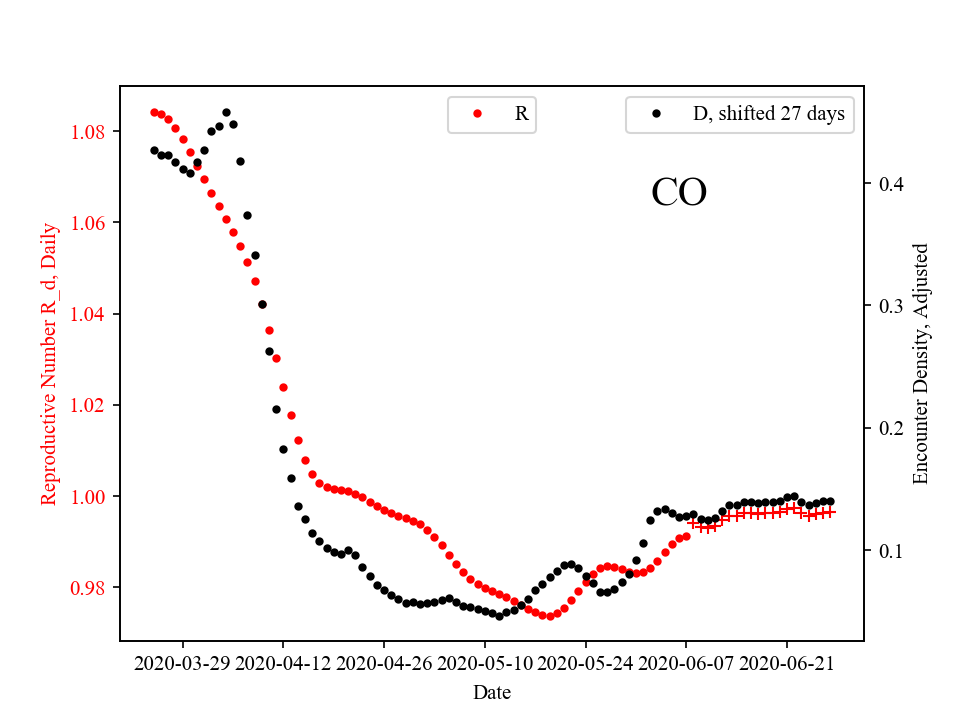 R
D, shifted 27 days
CO
Reproductive Number R_d, Daily
1.08
1.06
1.04
1.02
1.00
0.98
0.4
0.3
0.2
0.1
Encounter Density, Adjusted
2020-03-29 2020-04-12 2020-04-26 2020-05-10 2020-05-24 2020-06-07 2020-06-21
Date